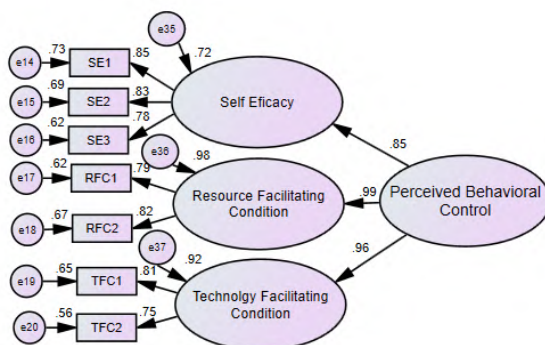 e35
.73
.85
.72
e14
SE1
.69
.83
Self Eficacy
e15
SE2
.62
.78
e16
SE3
e36
.85
.62
.79
.98
e17
RFC1
.99
Resource Facilitating
Condition
Perceived Behavioral
Control
.67
.82
e18
RFC2
.96
e37
.92
.65
.81
e19
TFC1
Technolgy Facilitating
Condition
.56
.75
e20
TFC2